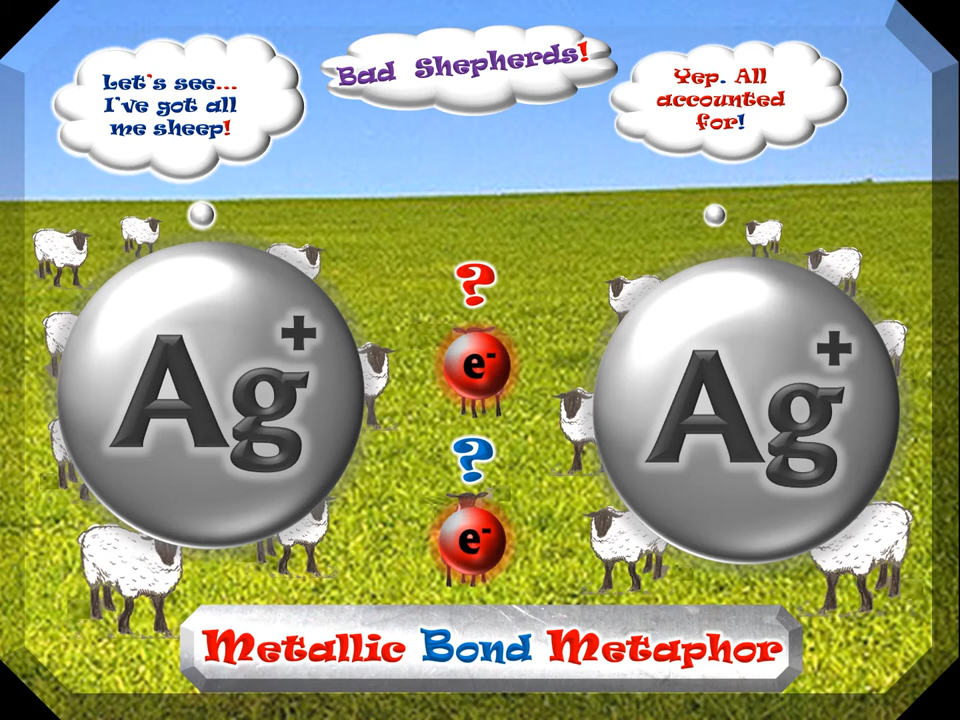 Let's see...
I've got all
me sheep!
Bad Shepherds!
Yep. All
accounted
for!
?
Ag+
e-
Ag+
?
e-
Metallic Bond Metaphor